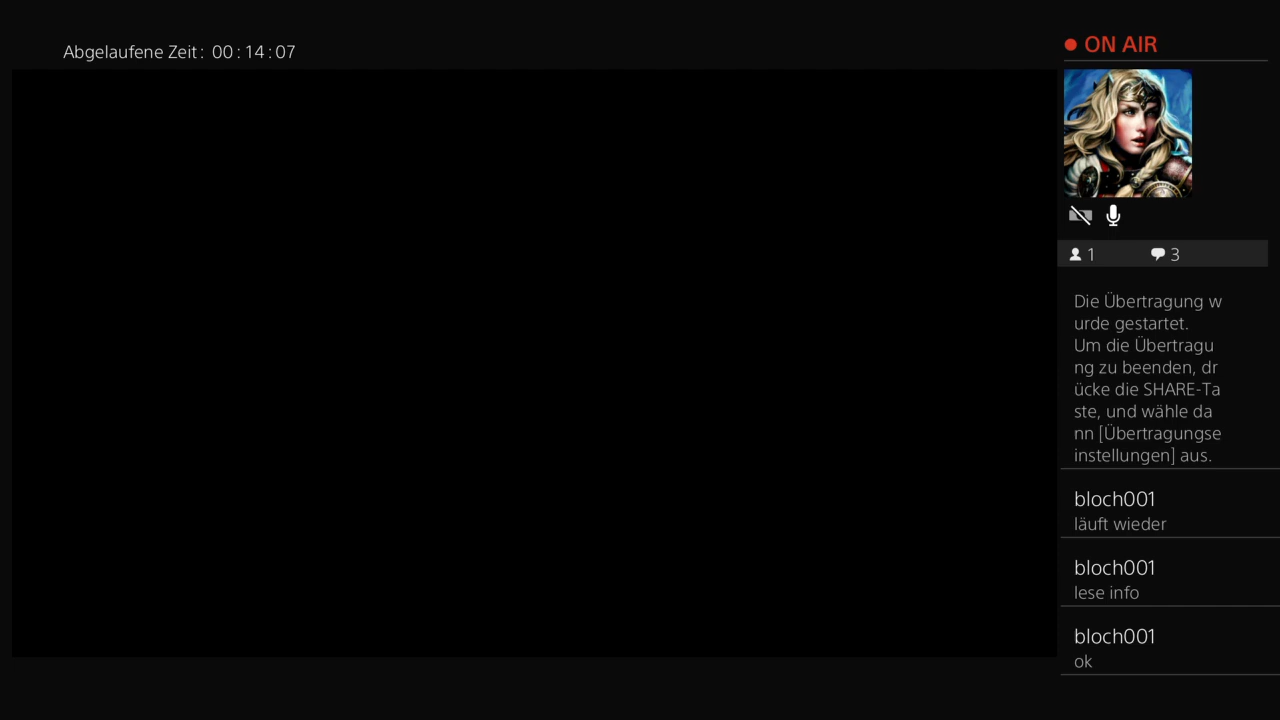 Abgelaufene Zeit: 00:14:07
ON AIR
1 3
Die Übertragung w
urde gestartet.
Um die Übertragu
ng zu beenden, dr
ücke die SHARE-Ta
ste, und wähle da
nn [Übertragungse
instellungen] aus.
bloch001
läuft wieder
bloch001
lese info
bloch001
ok